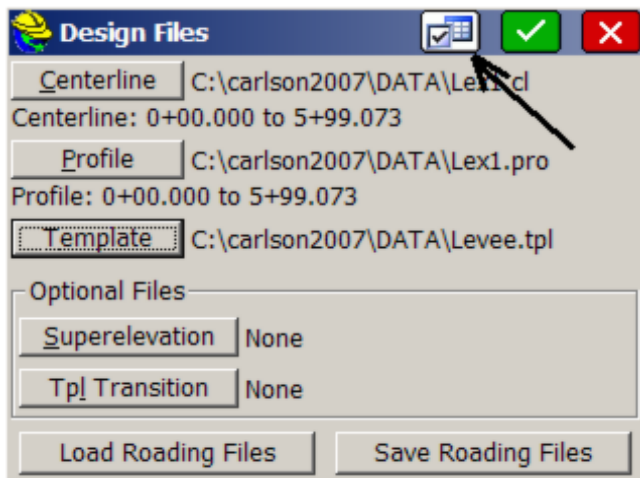 Design Files
Centerline C:\carlson2007\DATA\Lex1.cl
Centerline: 0+00.000 to 5+99.073
Profile C:\carlson2007\DATA\Lex1.pro
Profile: 0+00.000 to 5+99.073
Template C:\carlson2007\DATA\Levee.tpl
Optional Files
Superelevation None
Tpl Transition None
Load Roading Files Save Roading Files